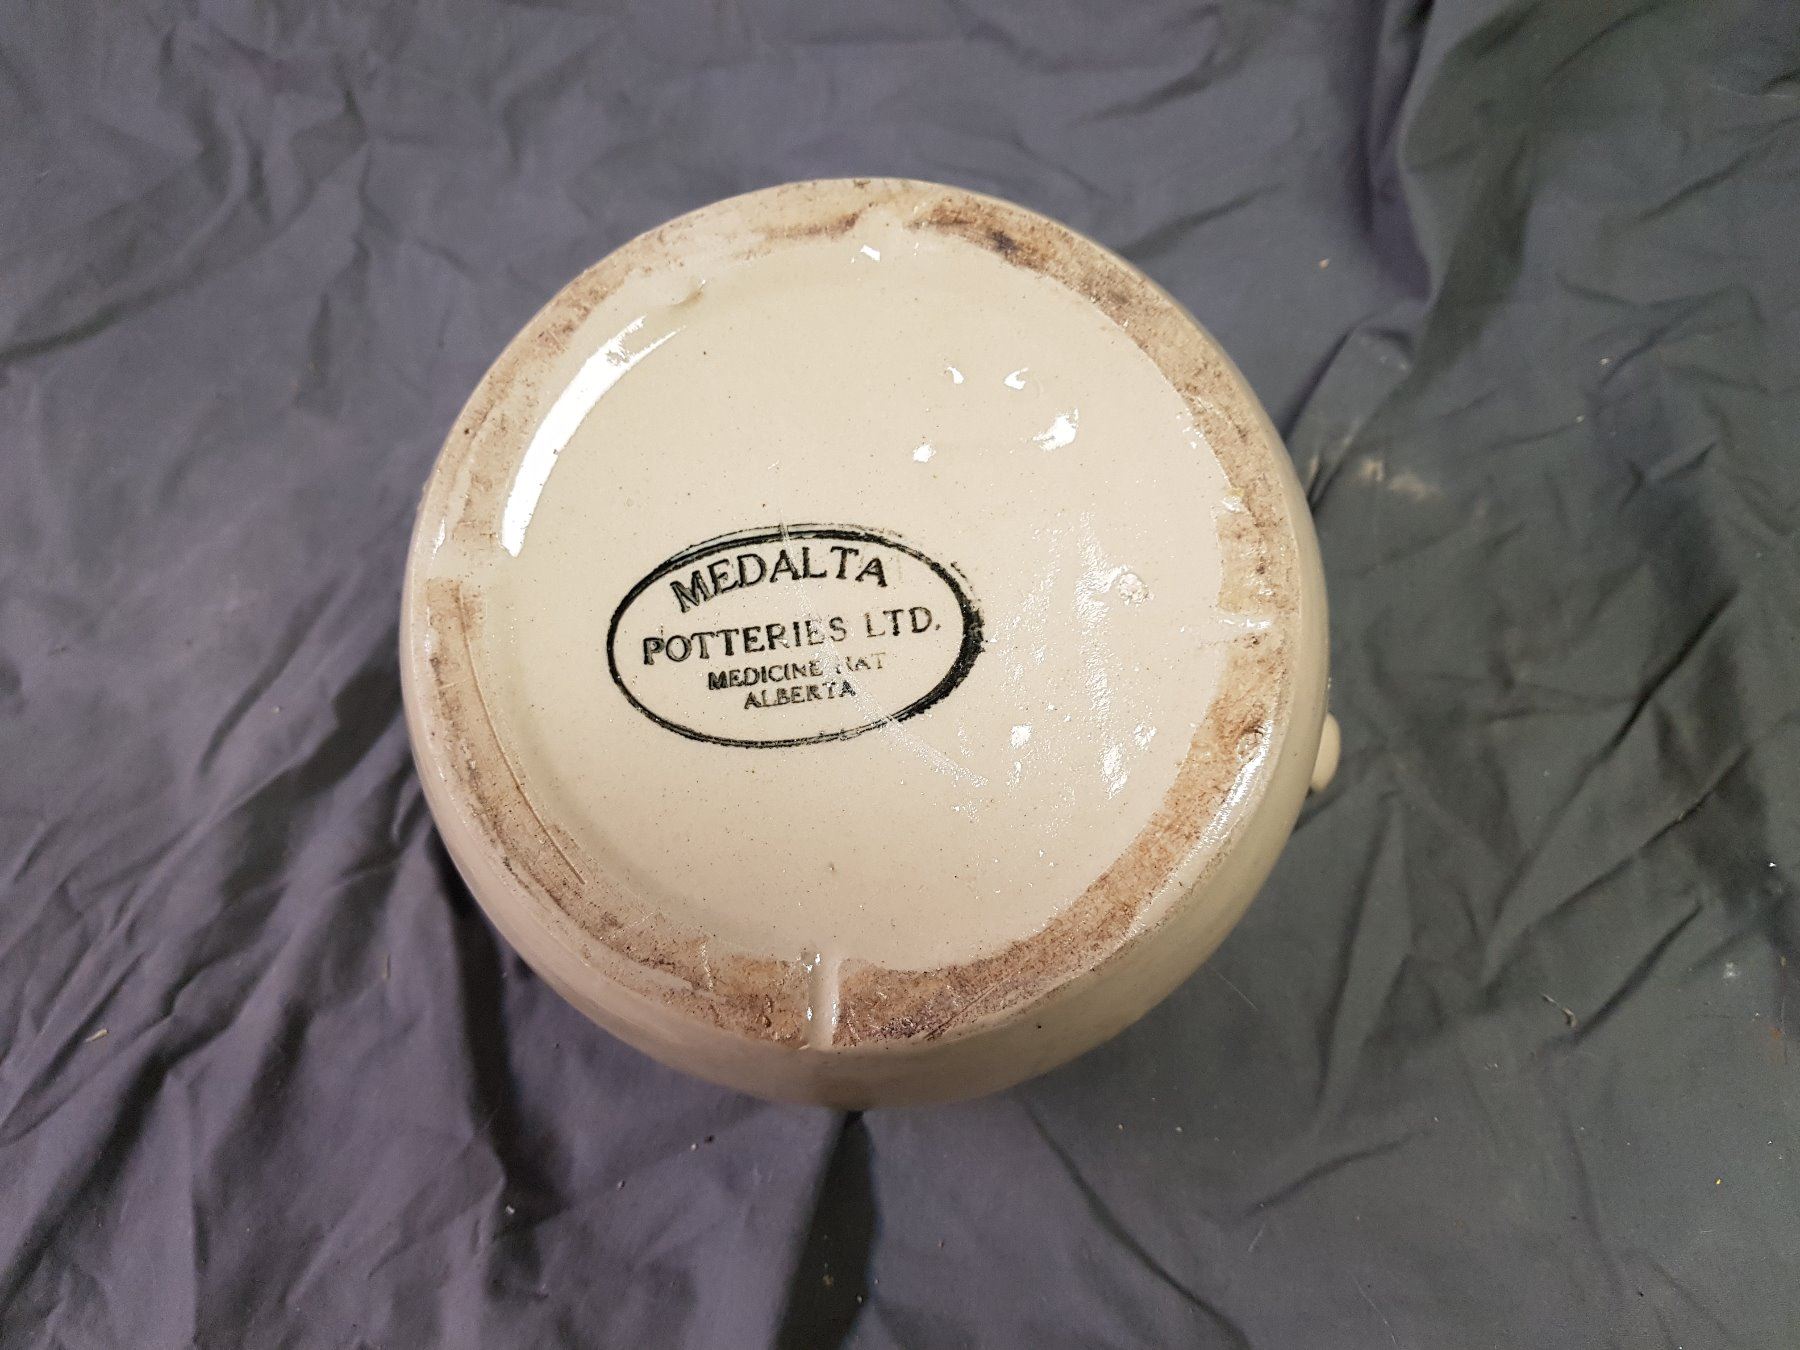 MEDALTA
POTTERIES LTD.
MEDICINE HAT
ALBERTA